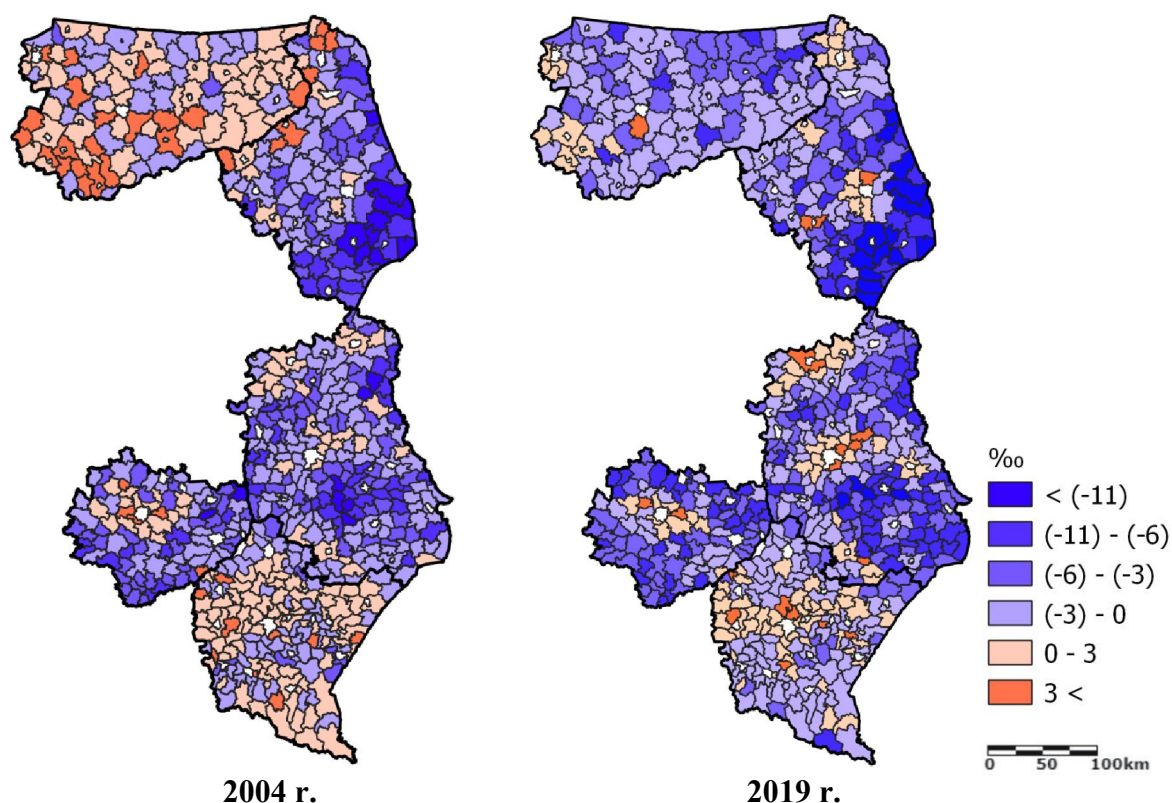 ‰
< (-11)
(-11) - (-6)
(-6) - (-3)
(-3) - 0
0 - 3
3 <
0 50 100km
2004 r. 2019 r.